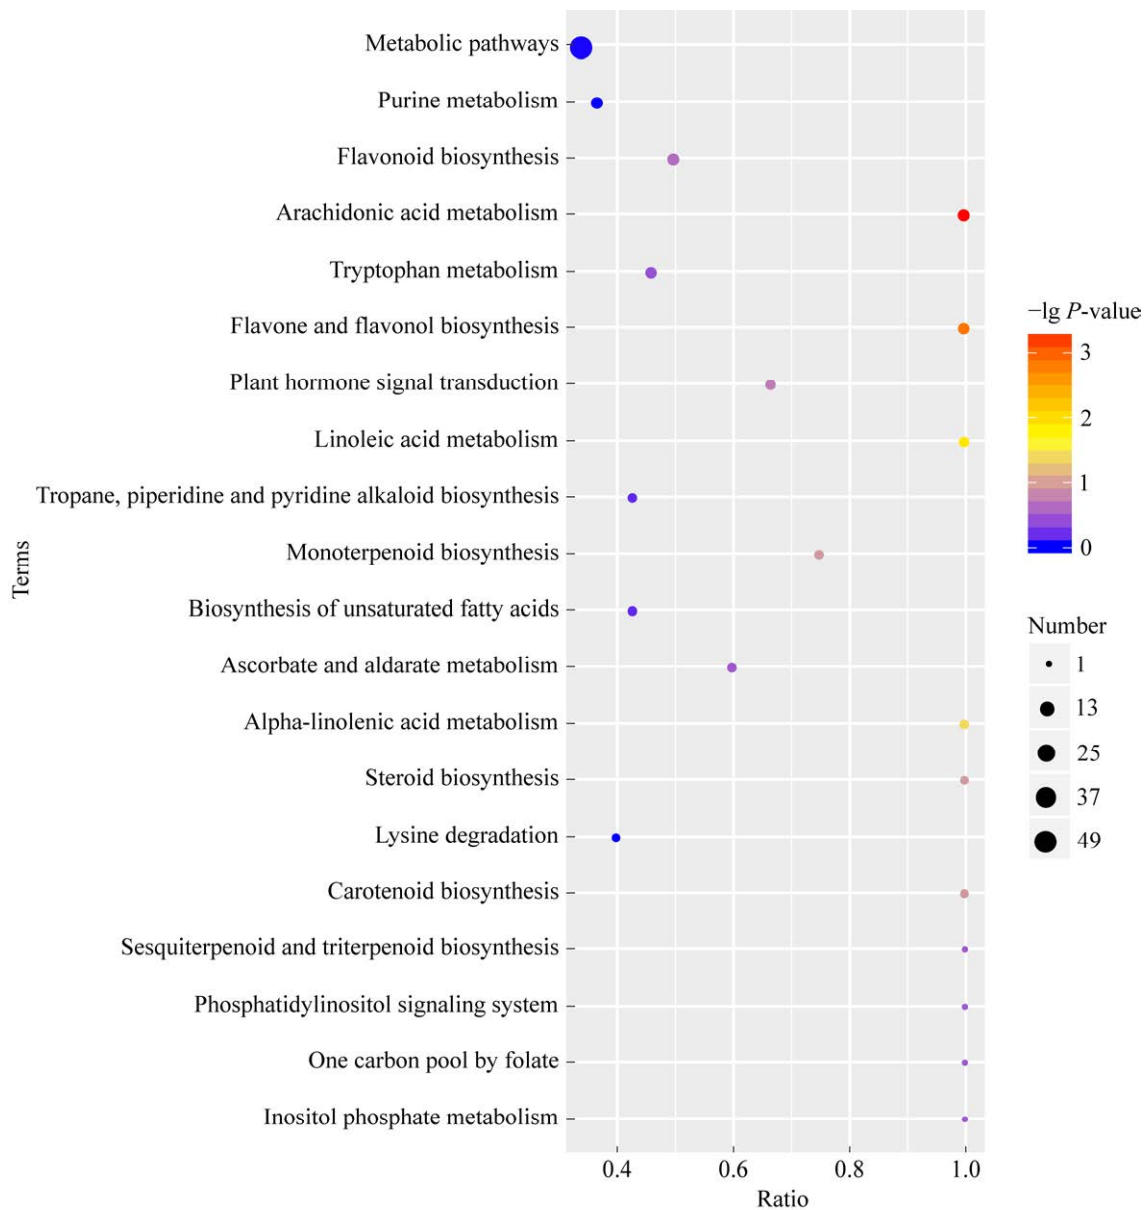 Metabolic pathways
Purine metabolism
Flavonoid biosynthesis
Arachidonic acid metabolism
Tryptophan metabolism
Flavone and flavonol biosynthesis
Plant hormone signal transduction
Linoleic acid metabolism
Tropane, piperidine and pyridine alkaloid biosynthesis
Monoterpenoid biosynthesis
Biosynthesis of unsaturated fatty acids
Ascorbate and aldarate metabolism
Alpha-linolenic acid metabolism
Steroid biosynthesis
Lysine degradation
Carotenoid biosynthesis
Sesquiterpenoid and triterpenoid biosynthesis
Phosphatidylinositol signaling system
One carbon pool by folate
Inositol phosphate metabolism
Terms
0.4 0.6 0.8 1.0
Ratio
−lg P-value
3
2
1
0
Number
1
13
25
37
49